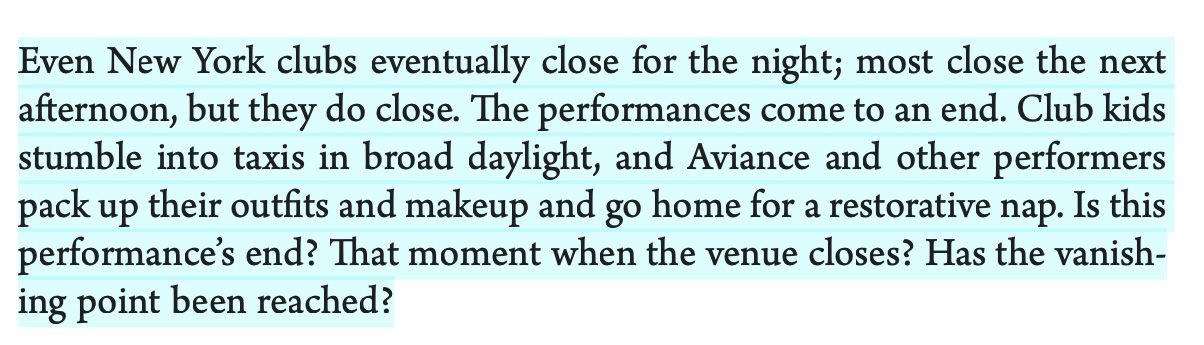 Even New York clubs eventually close for the night; most close the next
afternoon, but they do close. The performances come to an end. Club kids
stumble into taxis in broad daylight, and Aviance and other performers
pack up their outfits and makeup and go home for a restorative nap. Is this
performance’s end? That moment when the venue closes? Has the vanish-
ing point been reached?